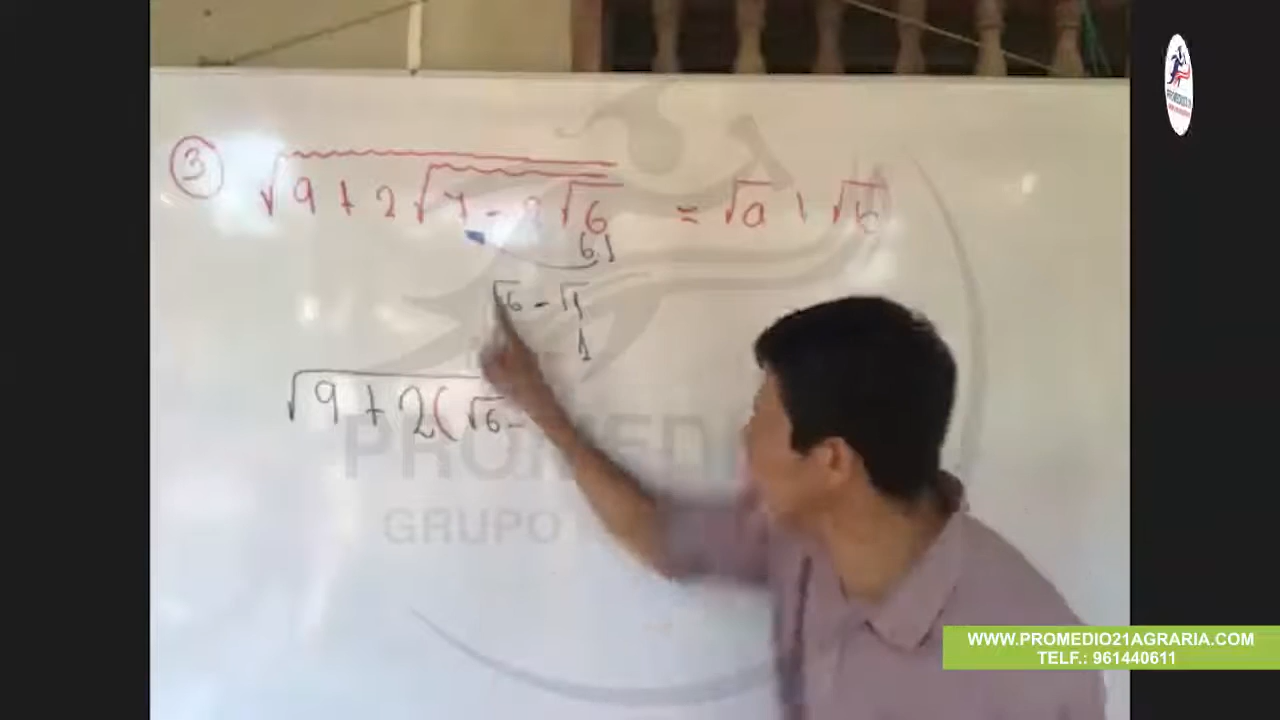 ③ √(9 + 2√(7 - 2√6)) = √a + √b
6.1
√6 - √1
1
√(9 + 2(√6 -
PROMEDIO
GRUPO
WWW.PROMEDIO21AGRARIA.COM
TELF.: 961440611